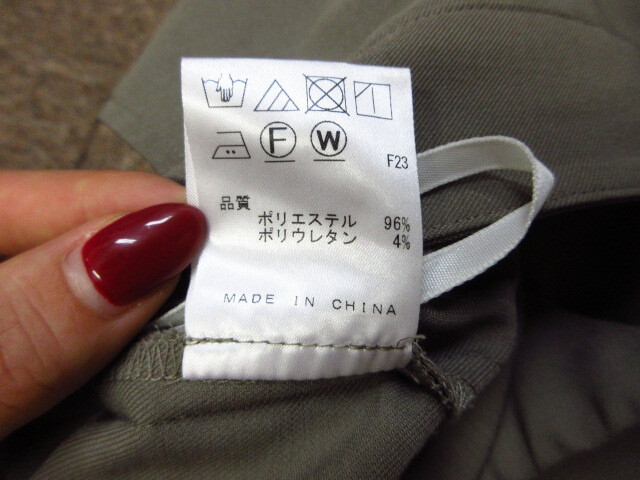 F W
F23
品質
ポリエステル 96%
ポリウレタン 4%
MADE IN CHINA